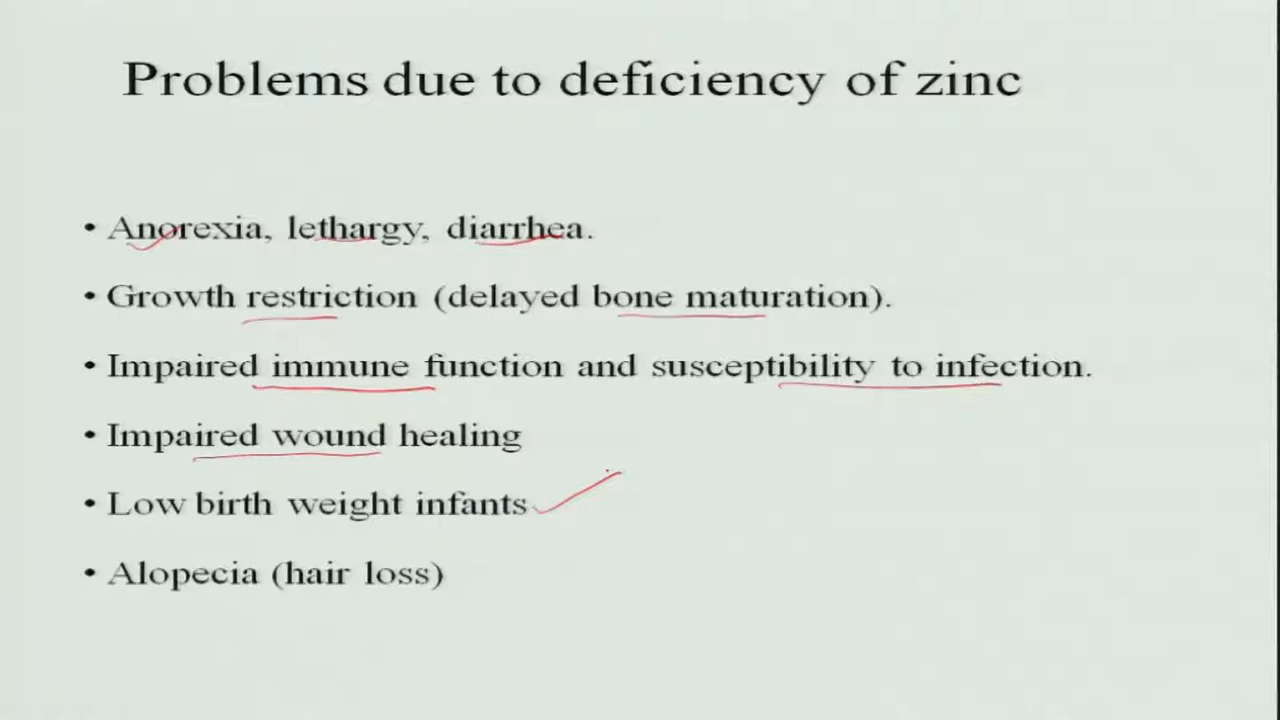 Problems due to deficiency of zinc
• Anorexia, lethargy, diarrhea.
• Growth restriction (delayed bone maturation).
• Impaired immune function and susceptibility to infection.
• Impaired wound healing
• Low birth weight infants
• Alopecia (hair loss)